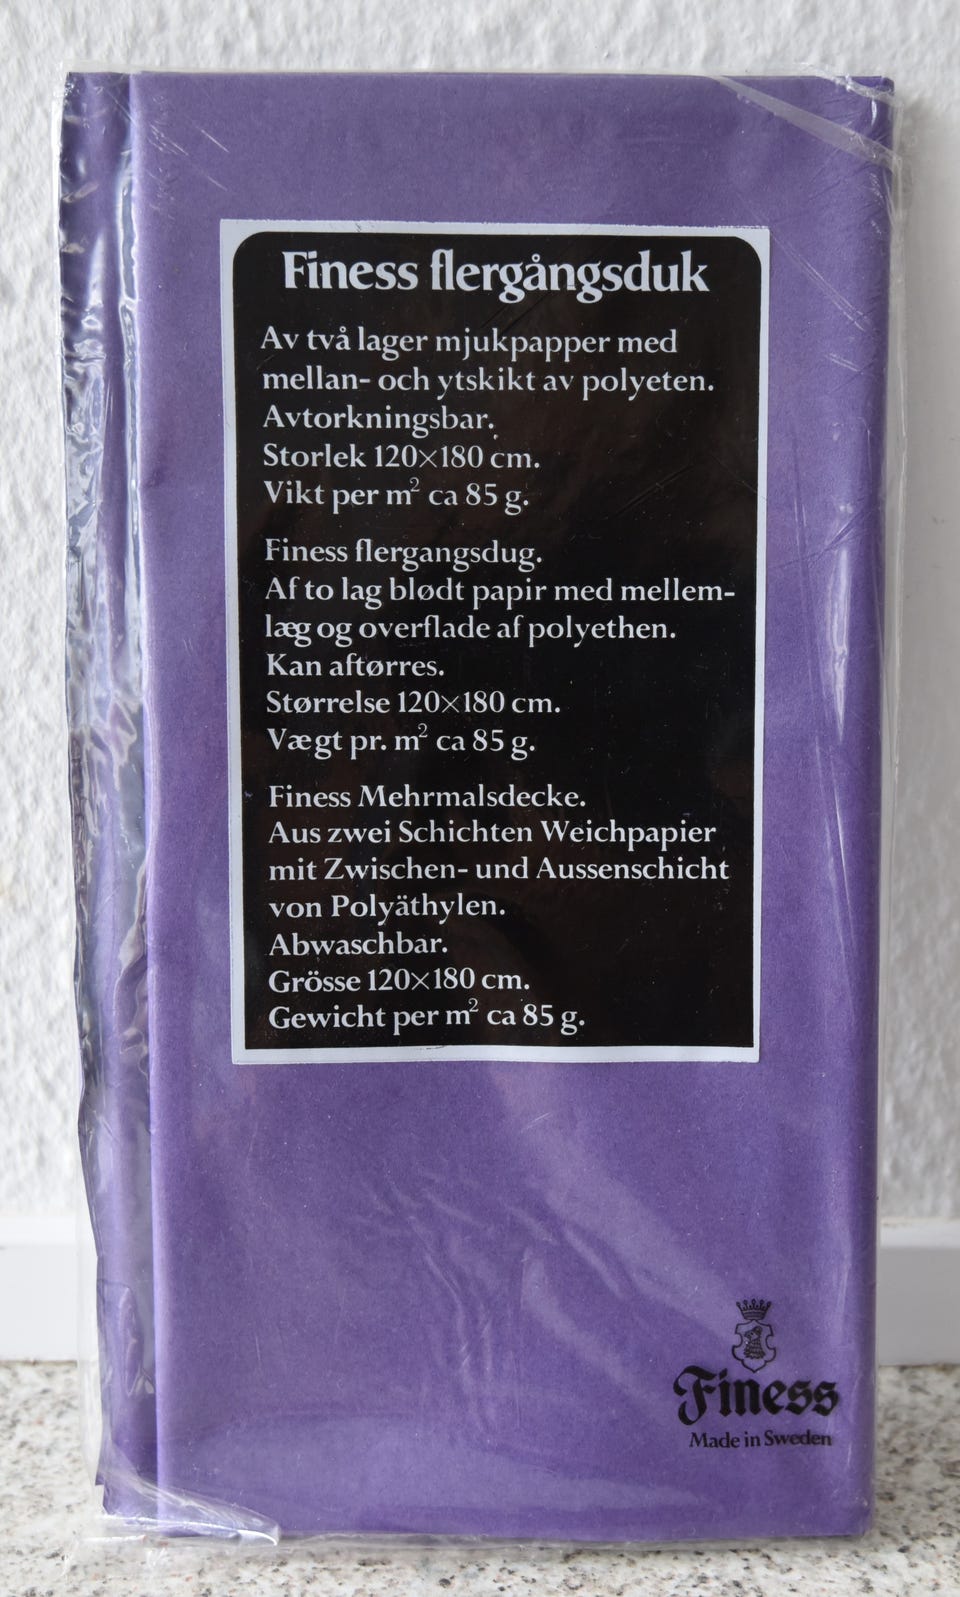 Finess flergångsduk
Av två lager mjukpapper med
mellan- och ytskikt av polyeten.
Avtorkningsbar.
Storlek 120×180 cm.
Vikt per m² ca 85 g.
Finess flergangsdug.
Af to lag blødt papir med mellem-
læg og overflade af polyethen.
Kan aftørres.
Størrelse 120×180 cm.
Vægt pr. m² ca 85 g.
Finess Mehrmalsdecke.
Aus zwei Schichten Weichpapier
mit Zwischen- und Aussenschicht
von Polyäthylen.
Abwaschbar.
Grösse 120×180 cm.
Gewicht per m² ca 85 g.
Finess
Made in Sweden